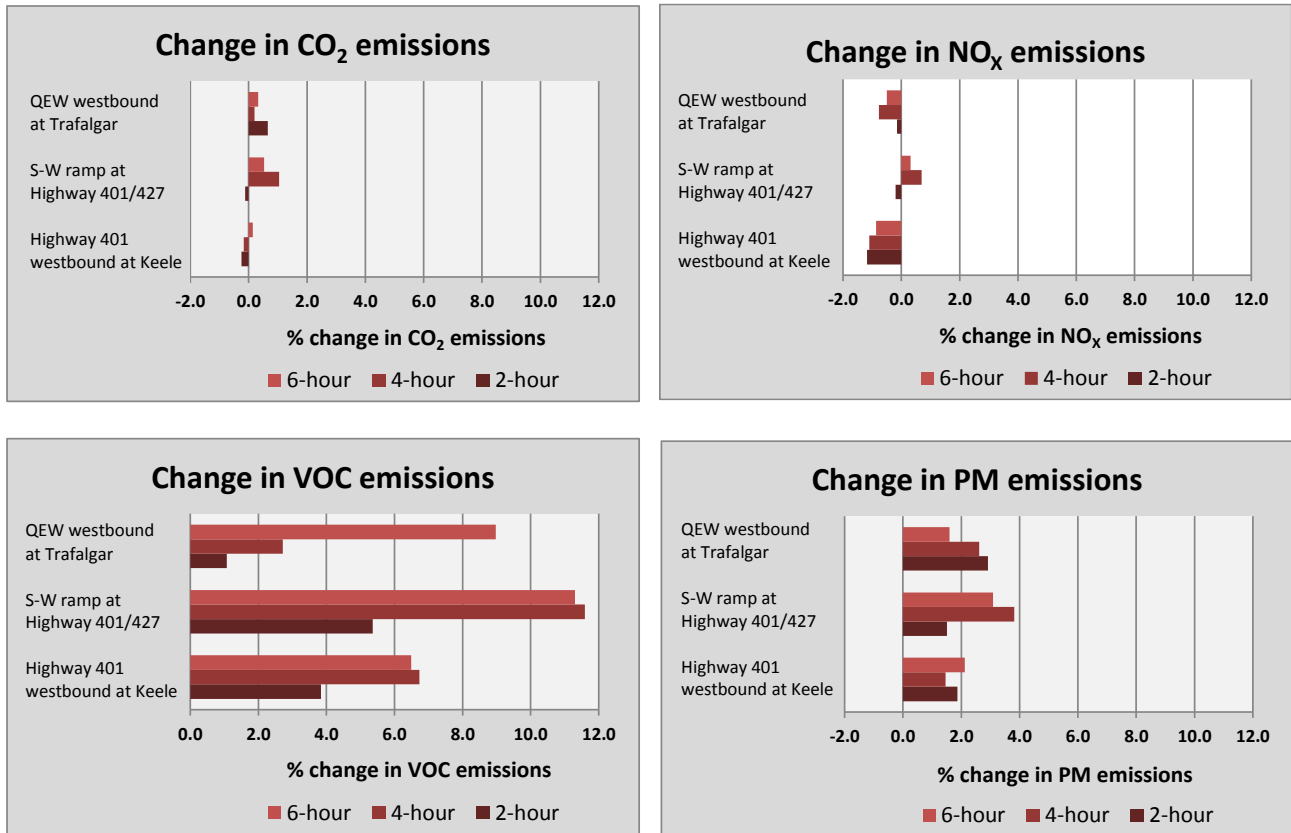 Change in CO₂ emissions
QEW westbound
at Trafalgar
S-W ramp at
Highway 401/427
Highway 401
westbound at Keele
-2.0 0.0 2.0 4.0 6.0 8.0 10.0 12.0
% change in CO₂ emissions
6-hour 4-hour 2-hour
Change in NOX emissions
QEW westbound
at Trafalgar
S-W ramp at
Highway 401/427
Highway 401
westbound at Keele
-2.0 0.0 2.0 4.0 6.0 8.0 10.0 12.0
% change in NOX emissions
6-hour 4-hour 2-hour
Change in VOC emissions
QEW westbound
at Trafalgar
S-W ramp at
Highway 401/427
Highway 401
westbound at Keele
0.0 2.0 4.0 6.0 8.0 10.0 12.0
% change in VOC emissions
6-hour 4-hour 2-hour
Change in PM emissions
QEW westbound
at Trafalgar
S-W ramp at
Highway 401/427
Highway 401
westbound at Keele
-2.0 0.0 2.0 4.0 6.0 8.0 10.0 12.0
% change in PM emissions
6-hour 4-hour 2-hour